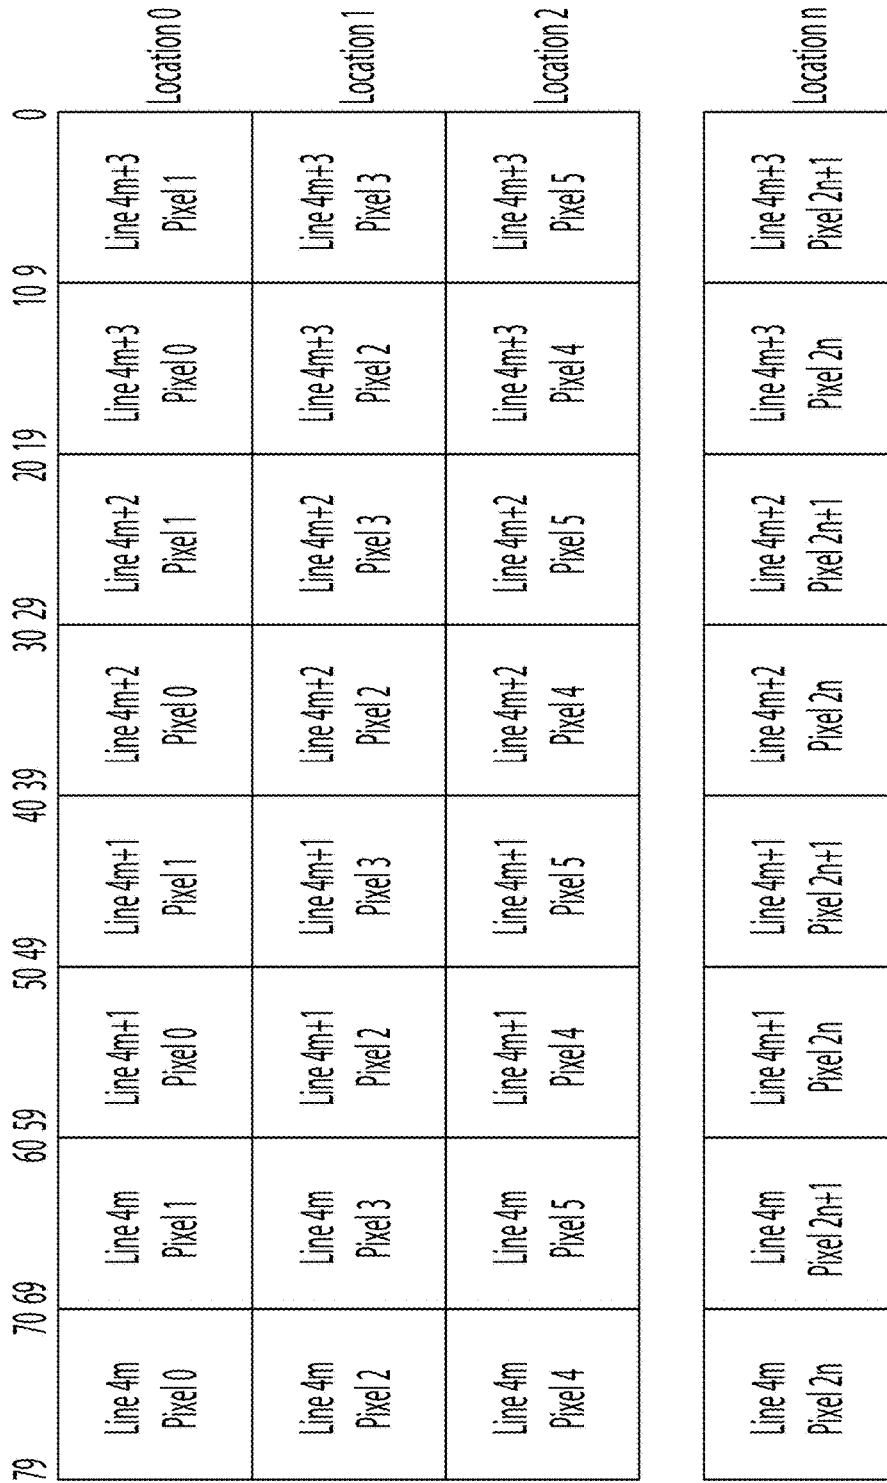 79 70 69 60 59 50 49 40 39 30 29 20 19 10 9 0
Line 4m Line 4m Line 4m+1 Line 4m+1 Line 4m+2 Line 4m+2 Line 4m+3 Line 4m+3
Pixel 0 Pixel 1 Pixel 0 Pixel 1 Pixel 0 Pixel 1 Pixel 0 Pixel 1 Location 0
Line 4m Line 4m Line 4m+1 Line 4m+1 Line 4m+2 Line 4m+2 Line 4m+3 Line 4m+3
Pixel 2 Pixel 3 Pixel 2 Pixel 3 Pixel 2 Pixel 3 Pixel 2 Pixel 3 Location 1
Line 4m Line 4m Line 4m+1 Line 4m+1 Line 4m+2 Line 4m+2 Line 4m+3 Line 4m+3
Pixel 4 Pixel 5 Pixel 4 Pixel 5 Pixel 4 Pixel 5 Pixel 4 Pixel 5 Location 2
Line 4m Line 4m Line 4m+1 Line 4m+1 Line 4m+2 Line 4m+2 Line 4m+3 Line 4m+3
Pixel 2n Pixel 2n+1 Pixel 2n Pixel 2n+1 Pixel 2n Pixel 2n+1 Pixel 2n Pixel 2n+1 Location n